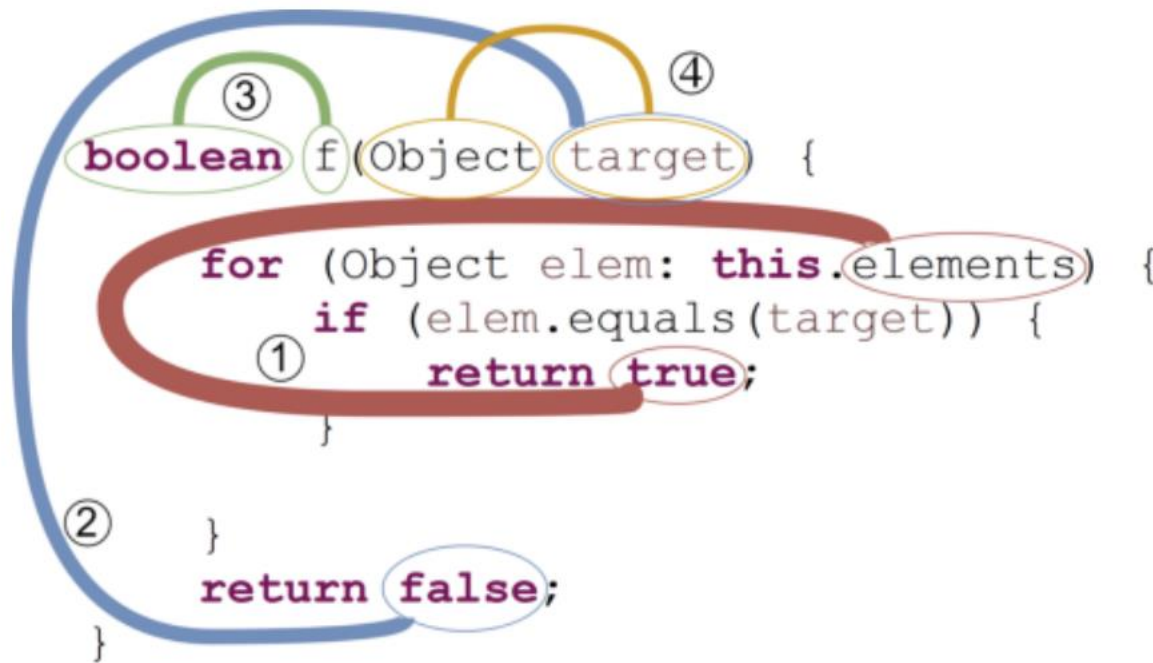 ③ ④
boolean f(Object target) {
for (Object elem: this.elements) {
if (elem.equals(target)) {
① return true;
}
② }
return false;
}